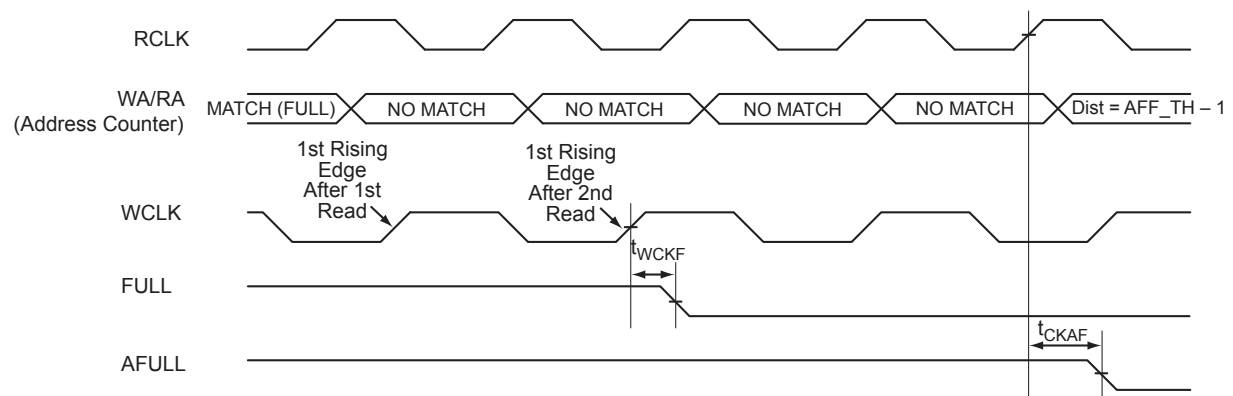 RCLK
WA/RA
(Address Counter)
MATCH (FULL)
NO MATCH
NO MATCH
NO MATCH
NO MATCH
Dist = AFF_TH – 1
1st Rising
Edge
After 1st
Read
1st Rising
Edge
After 2nd
Read
WCLK
tWCKF
FULL
tCKAF
AFULL